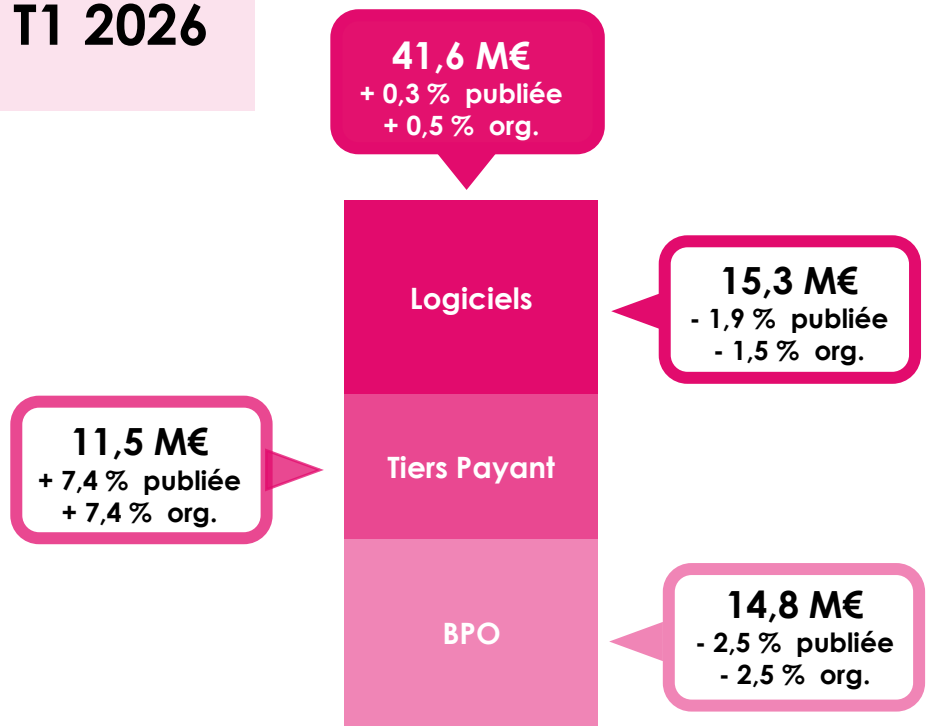 T1 2026
41,6 M€
+ 0,3 % publiée
+ 0,5 % org.
Logiciels
15,3 M€
- 1,9 % publiée
- 1,5 % org.
11,5 M€
+ 7,4 % publiée
+ 7,4 % org.
Tiers Payant
BPO
14,8 M€
- 2,5 % publiée
- 2,5 % org.